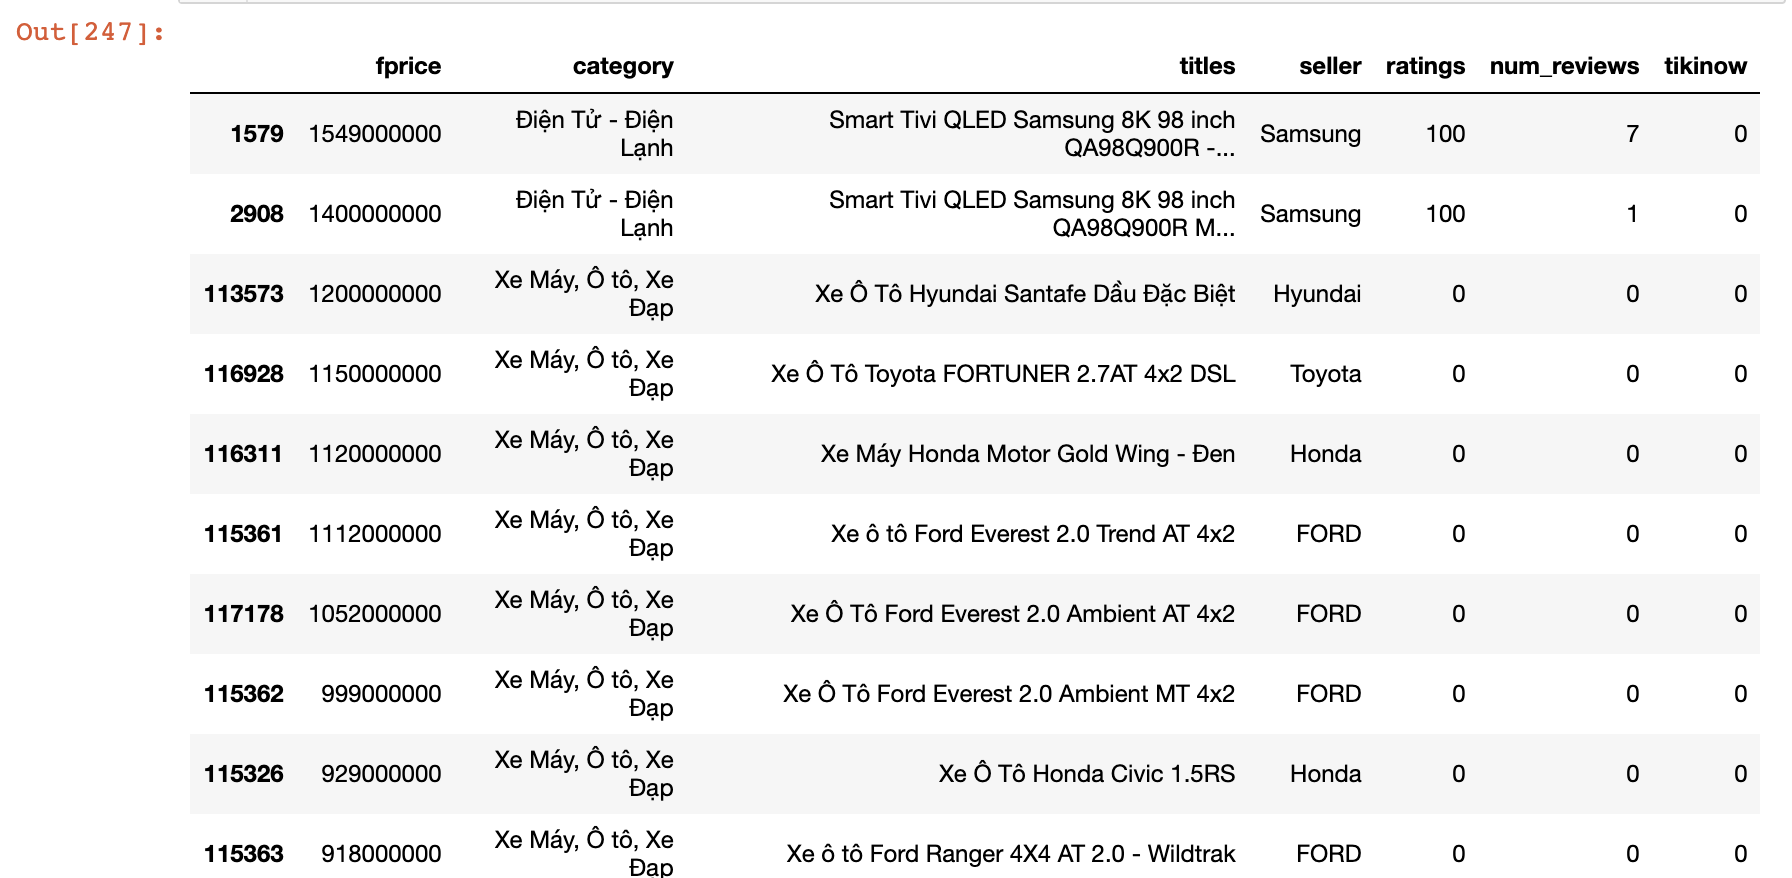 Out[247]:
fprice category titles seller ratings num_reviews tikinow
1579 1549000000 Điện Tử - Điện Lạnh Smart Tivi QLED Samsung 8K 98 inch QA98Q900R -... Samsung 100 7 0
2908 1400000000 Điện Tử - Điện Lạnh Smart Tivi QLED Samsung 8K 98 inch QA98Q900R M... Samsung 100 1 0
113573 1200000000 Xe Máy, Ô tô, Xe Đạp Xe Ô Tô Hyundai Santafe Dầu Đặc Biệt Hyundai 0 0 0
116928 1150000000 Xe Máy, Ô tô, Xe Đạp Xe Ô Tô Toyota FORTUNER 2.7AT 4x2 DSL Toyota 0 0 0
116311 1120000000 Xe Máy, Ô tô, Xe Đạp Xe Máy Honda Motor Gold Wing - Đen Honda 0 0 0
115361 1112000000 Xe Máy, Ô tô, Xe Đạp Xe ô tô Ford Everest 2.0 Trend AT 4x2 FORD 0 0 0
117178 1052000000 Xe Máy, Ô tô, Xe Đạp Xe Ô Tô Ford Everest 2.0 Ambient AT 4x2 FORD 0 0 0
115362 999000000 Xe Máy, Ô tô, Xe Đạp Xe Ô Tô Ford Everest 2.0 Ambient MT 4x2 FORD 0 0 0
115326 929000000 Xe Máy, Ô tô, Xe Đạp Xe Ô Tô Honda Civic 1.5RS Honda 0 0 0
115363 918000000 Xe Máy, Ô tô, Xe Đạp Xe ô tô Ford Ranger 4X4 AT 2.0 - Wildtrak FORD 0 0 0